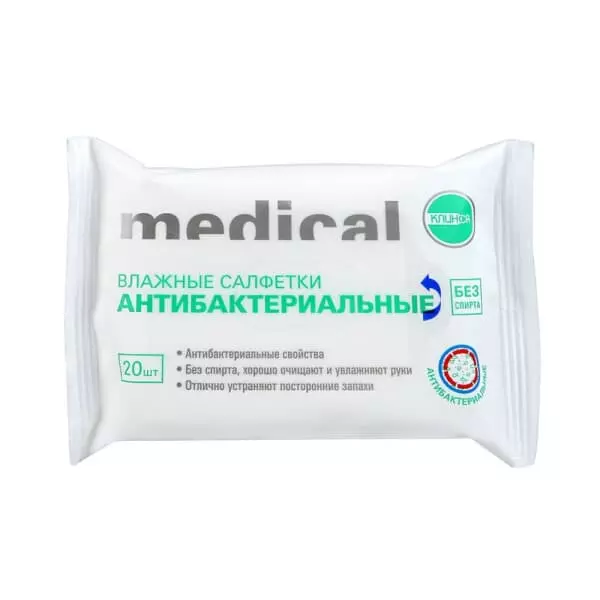 medical
КЛИНСА
ВЛАЖНЫЕ САЛФЕТКИ
АНТИБАКТЕРИАЛЬНЫЕ
БЕЗ
СПИРТА
20шт
• Антибактериальные свойства
• Без спирта, хорошо очищают и увлажняют руки
• Отлично устраняют посторонние запахи
АНТИБАКТЕРИАЛЬНЫЕ